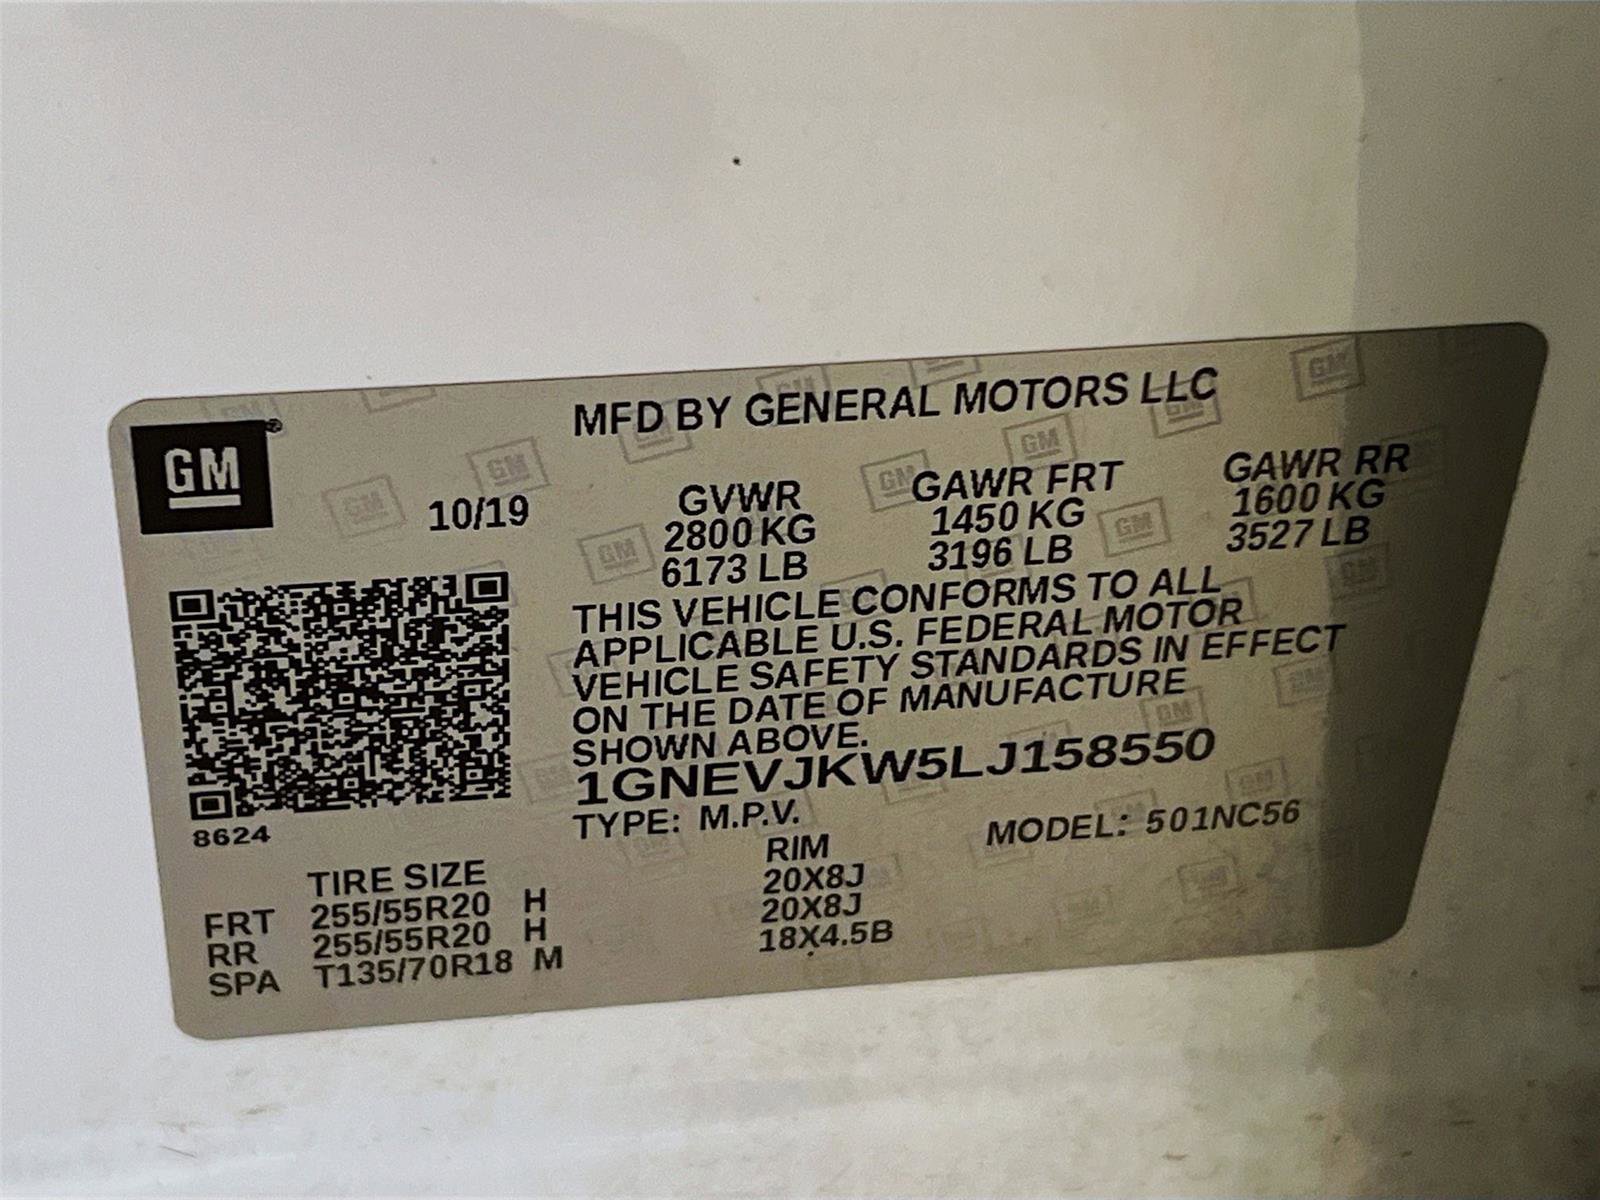 GM®
MFD BY GENERAL MOTORS LLC
10/19
GVWR GAWR FRT GAWR RR
2800 KG 1450 KG 1600 KG
6173 LB 3196 LB 3527 LB
THIS VEHICLE CONFORMS TO ALL
APPLICABLE U.S. FEDERAL MOTOR
VEHICLE SAFETY STANDARDS IN EFFECT
ON THE DATE OF MANUFACTURE
SHOWN ABOVE.
1GNEVJKW5LJ158550
TYPE: M.P.V. MODEL: 501NC56
8624
TIRE SIZE RIM
FRT 255/55R20 H 20X8J
RR 255/55R20 H 20X8J
SPA T135/70R18 M 18X4.5B